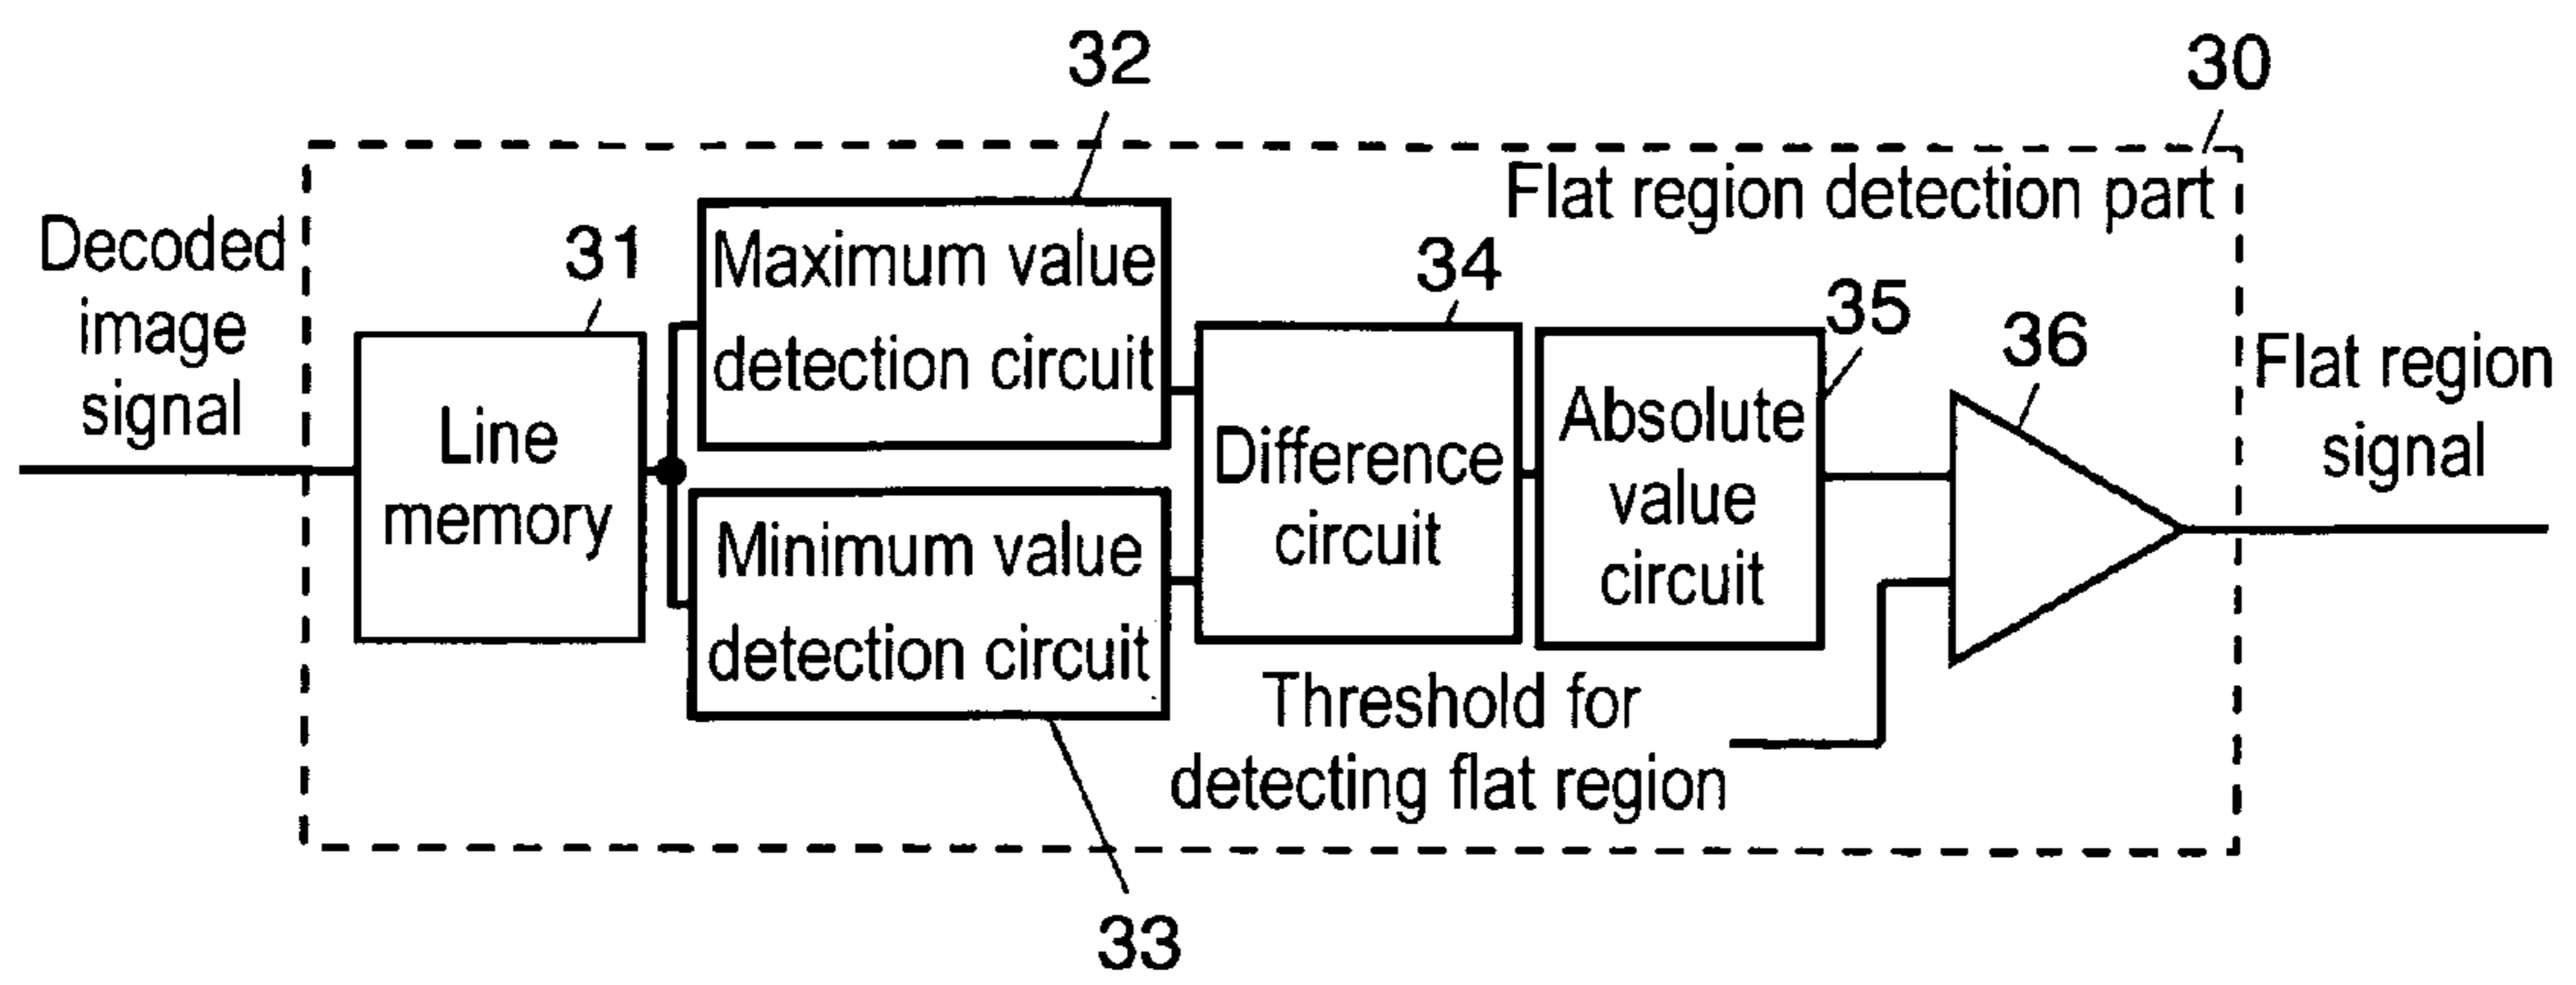 32
30
Flat region detection part
Decoded
image
signal
31
Maximum value
detection circuit
34
35
36
Flat region
signal
Line
memory
Minimum value
detection circuit
Difference
circuit
Absolute
value
circuit
Threshold for
detecting flat region
33